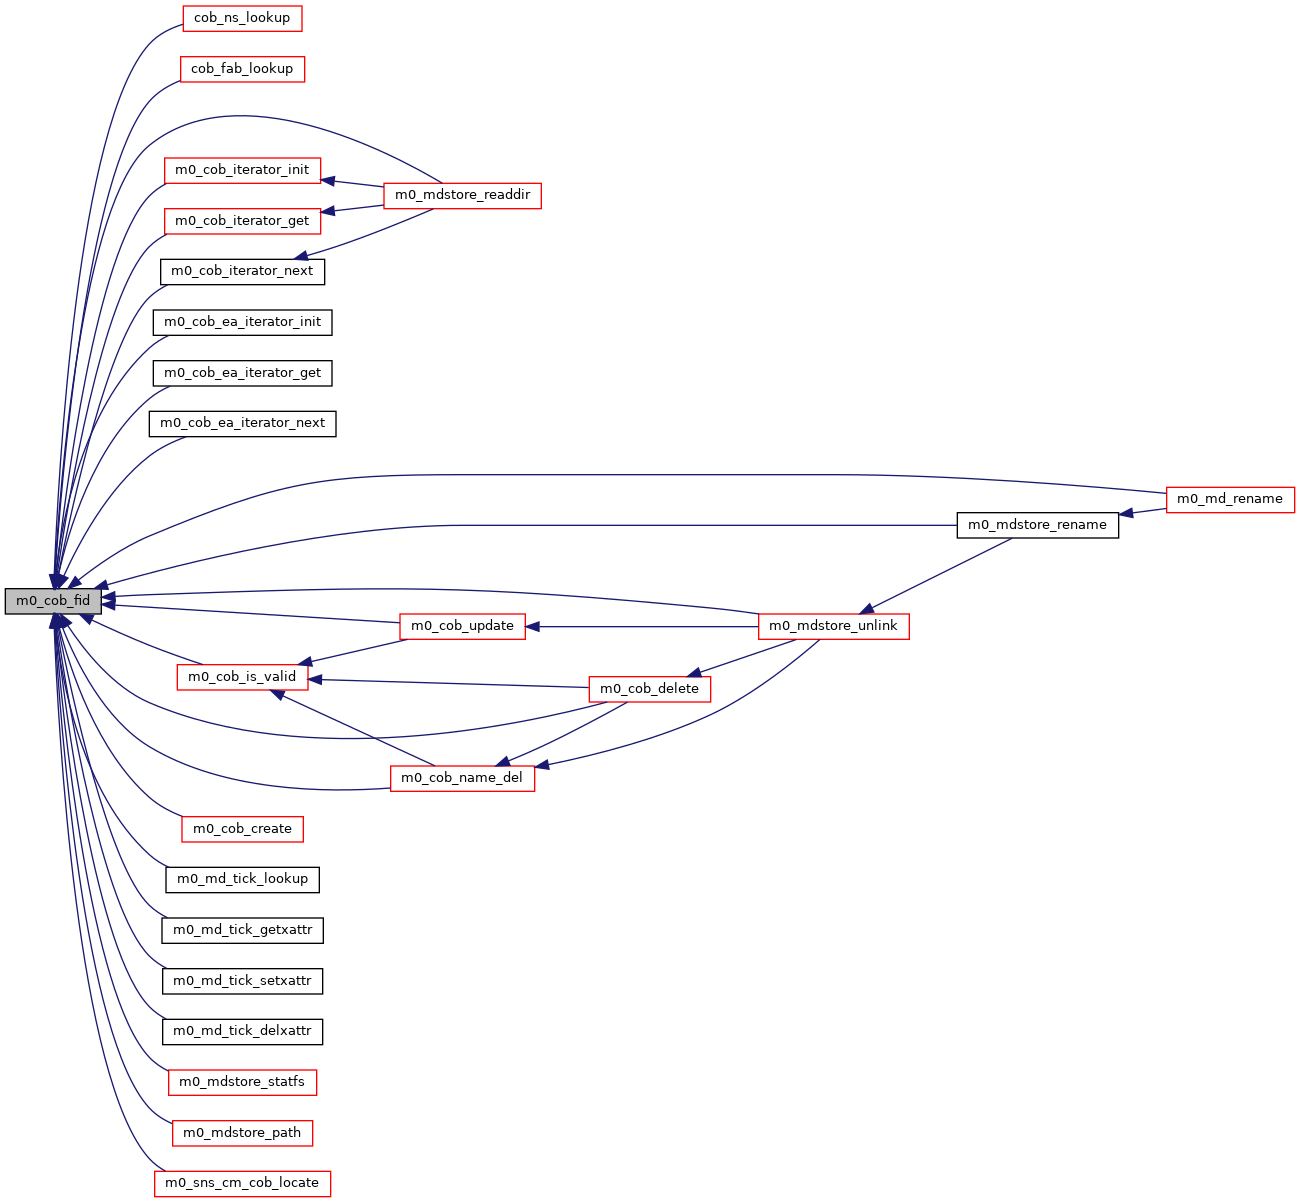 cob_ns_lookup
cob_fab_lookup
m0_cob_iterator_init
m0_mdstore_readdir
m0_cob_iterator_get
m0_cob_iterator_next
m0_cob_ea_iterator_init
m0_cob_ea_iterator_get
m0_cob_ea_iterator_next
m0_md_rename
m0_mdstore_rename
m0_cob_fid
m0_cob_update
m0_mdstore_unlink
m0_cob_is_valid
m0_cob_delete
m0_cob_name_del
m0_cob_create
m0_md_tick_lookup
m0_md_tick_getxattr
m0_md_tick_setxattr
m0_md_tick_delxattr
m0_mdstore_statfs
m0_mdstore_path
m0_sns_cm_cob_locate